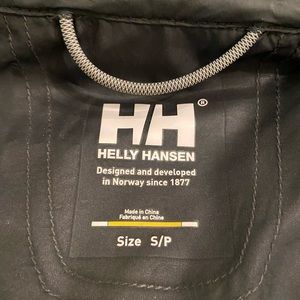 HH®
HELLY HANSEN
Designed and developed
in Norway since 1877
Made in China
Fabriqué en Chine
Size S/P